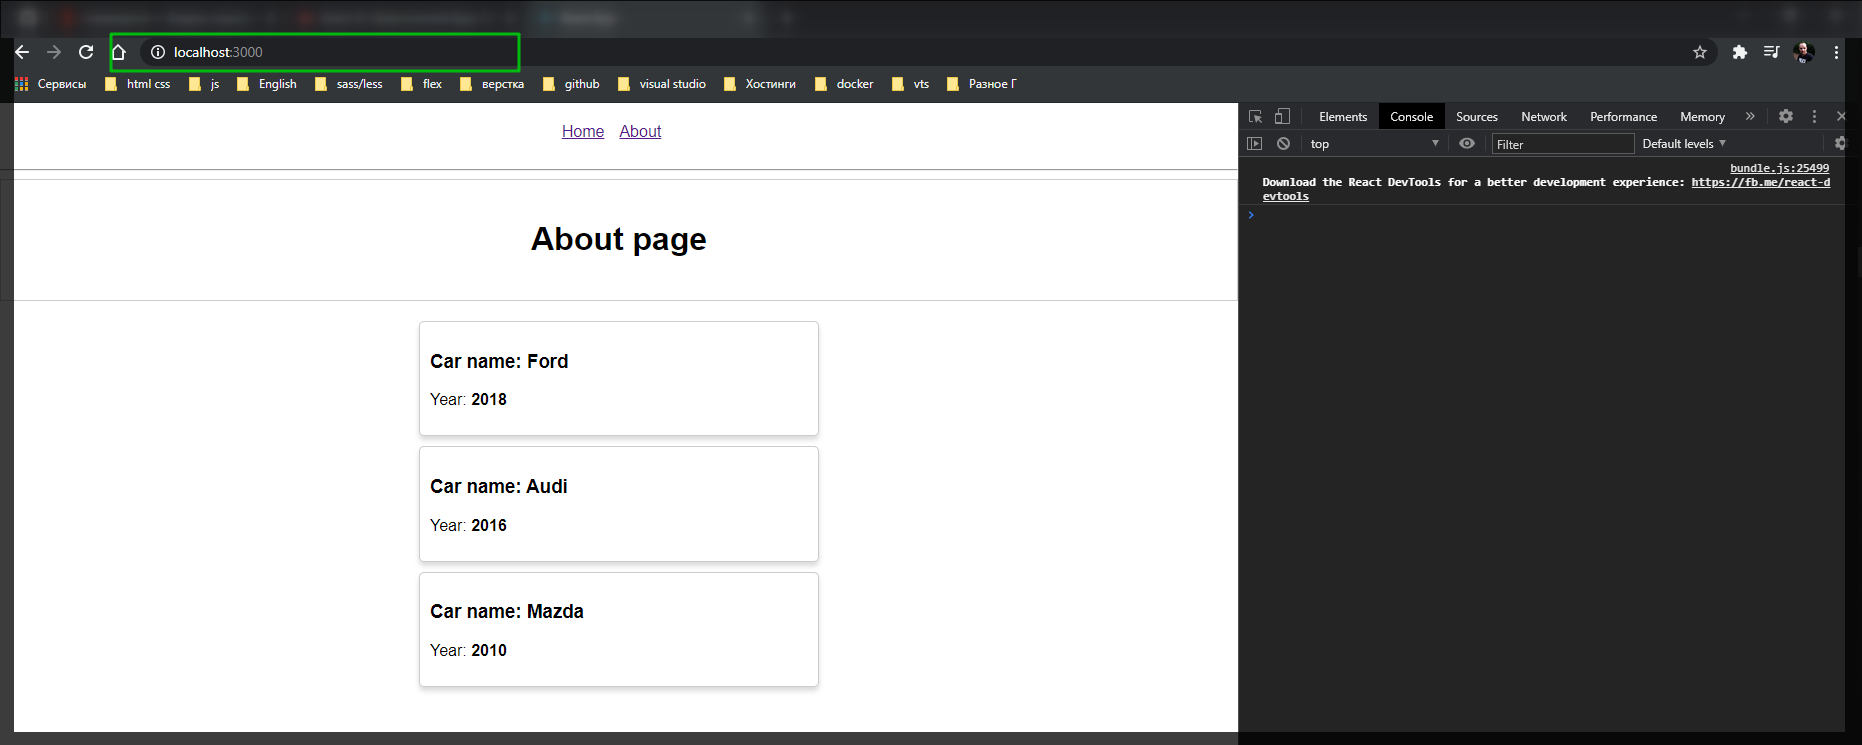 localhost:3000
Сервисы html css js English sass/less flex верстка github visual studio Хостинги docker vts Разное Г
Home About
About page
Car name: Ford
Year: 2018
Car name: Audi
Year: 2016
Car name: Mazda
Year: 2010
Elements Console Sources Network Performance Memory »
top Filter Default levels
bundle.js:25499
Download the React DevTools for a better development experience: https://fb.me/react-d
evtools